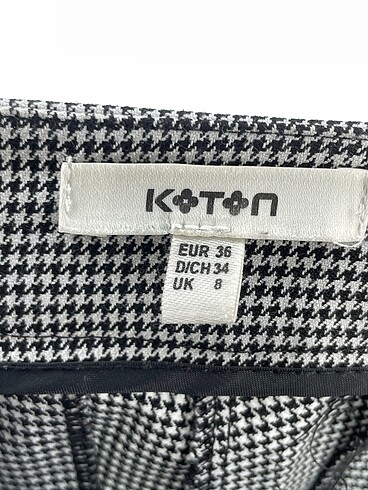 KOTON
EUR 36
D/CH 34
UK 8